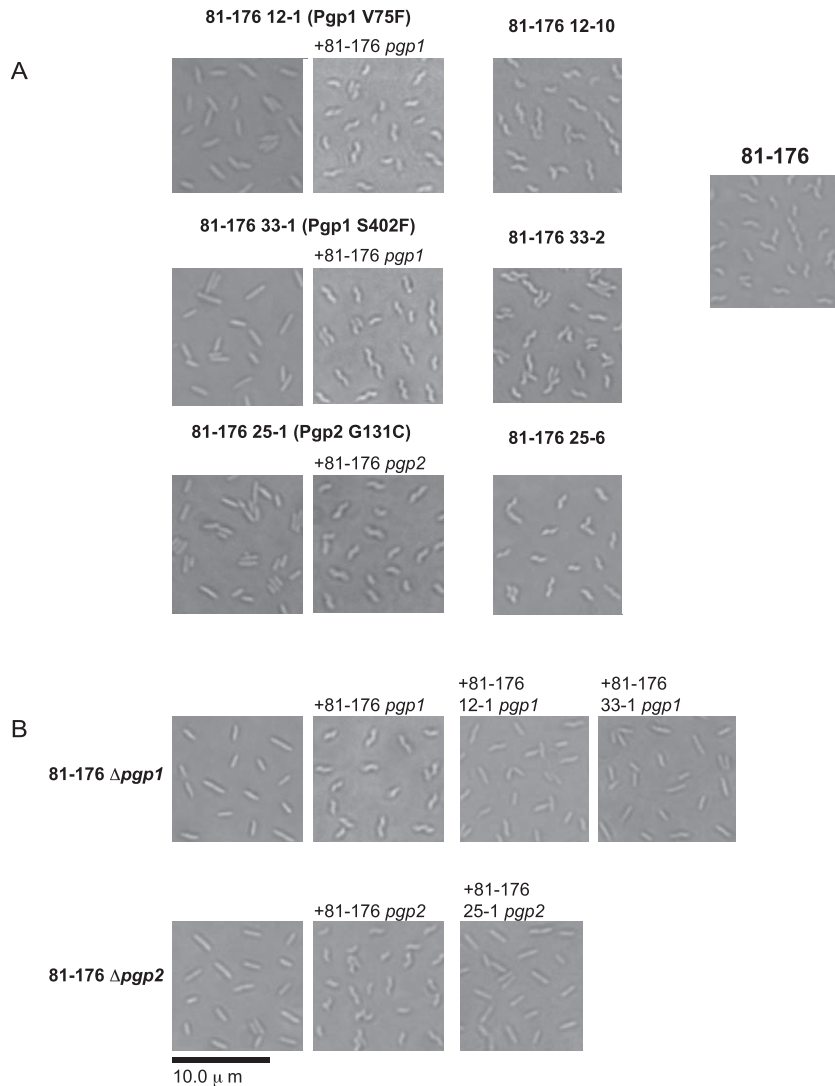 81-176 12-1 (Pgp1 V75F)
81-176 12-10
+81-176 pgp1
A
81-176
81-176 33-1 (Pgp1 S402F)
81-176 33-2
+81-176 pgp1
81-176 25-1 (Pgp2 G131C)
81-176 25-6
+81-176 pgp2
+81-176
12-1 pgp1
+81-176
33-1 pgp1
+81-176 pgp1
B
81-176 Δpgp1
+81-176
25-1 pgp2
+81-176 pgp2
81-176 Δpgp2
10.0 μ m